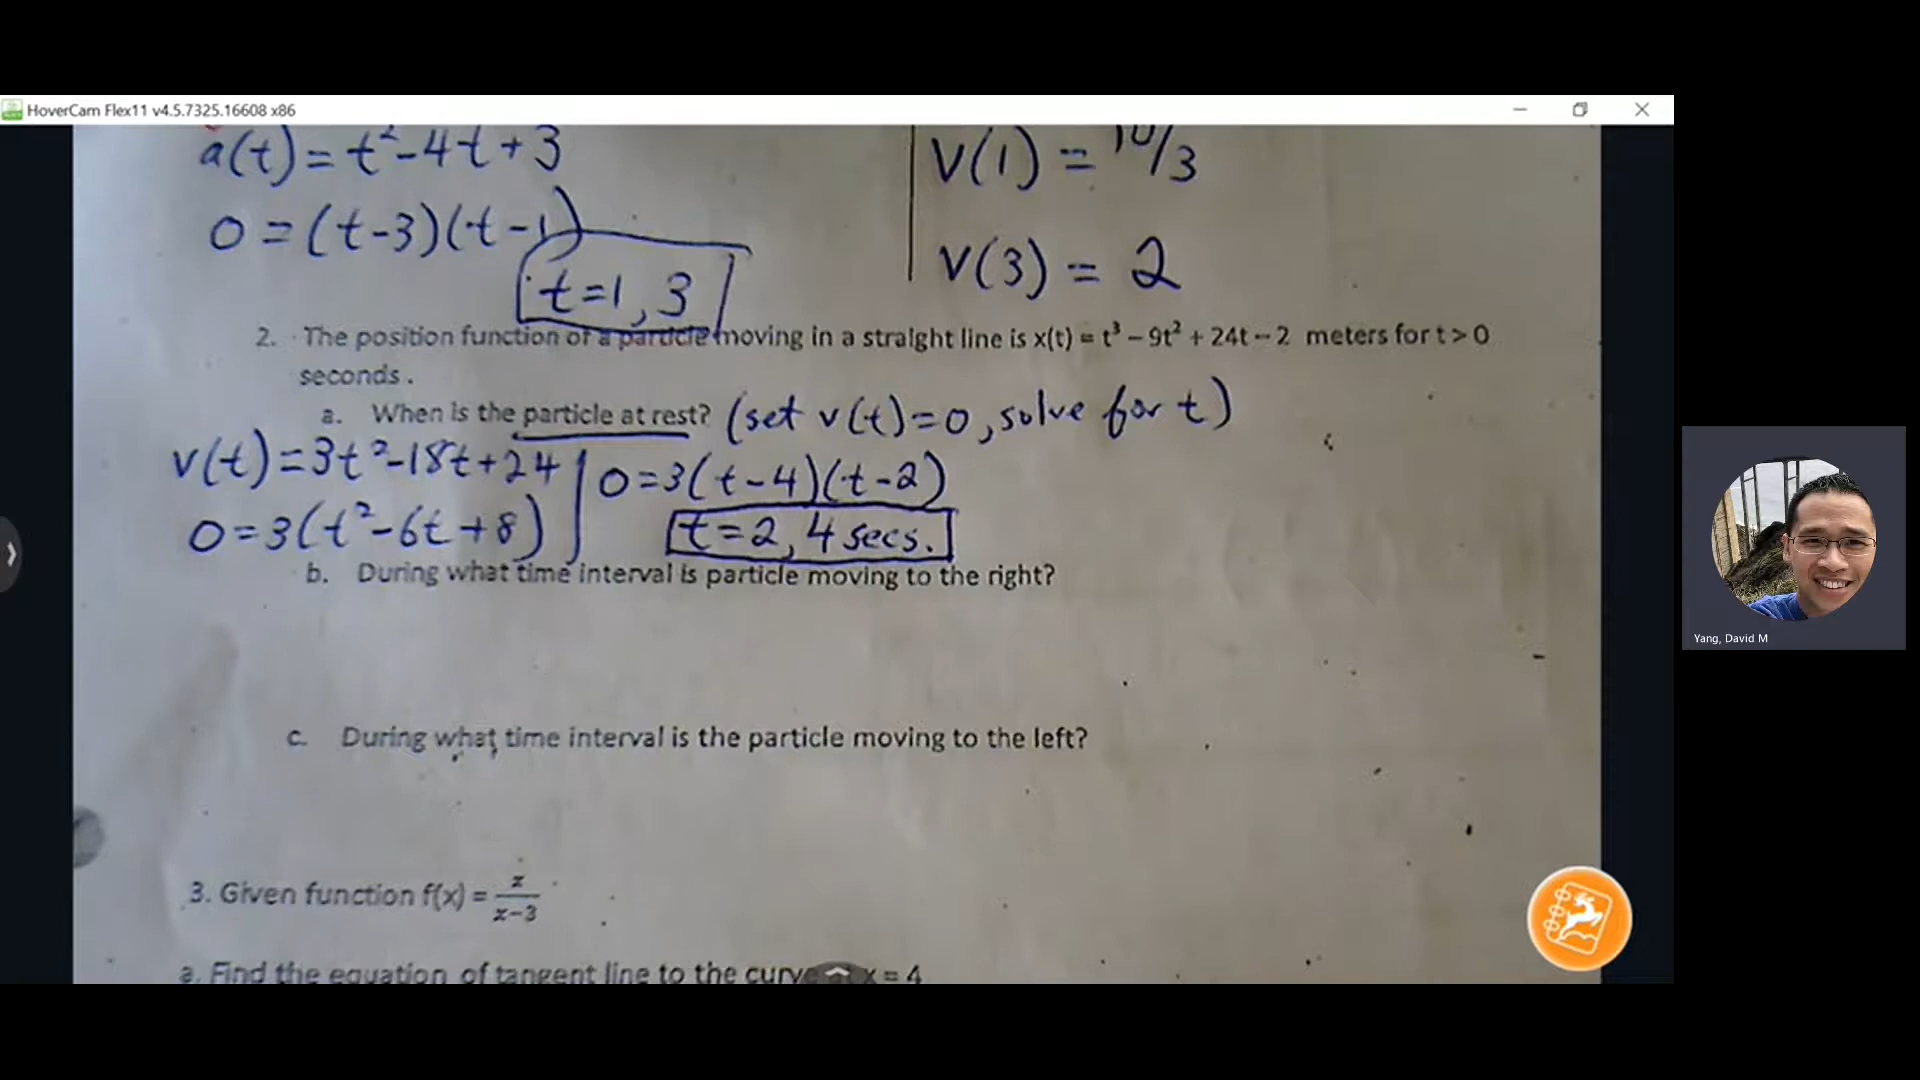 HoverCam Flex11 v4.5.7325.16608 x86
a(t) = t²-4t+3
0 = (t-3)(t-1)
t=1, 3
V(1) = 10/3
V(3) = 2
2. The position function of a particle moving in a straight line is x(t) = t³ – 9t² + 24t – 2 meters for t > 0
seconds.
a. When is the particle at rest? (set v(t)=0, solve for t)
v(t)=3t²-18t+24
0=3(t²-6t+8)
0=3(t-4)(t-2)
t=2, 4 secs.
b. During what time interval is particle moving to the right?
c. During what time interval is the particle moving to the left?
3. Given function f(x) = x/x-3
a. Find the equation of tangent line to the curve x = 4
Yang, David M